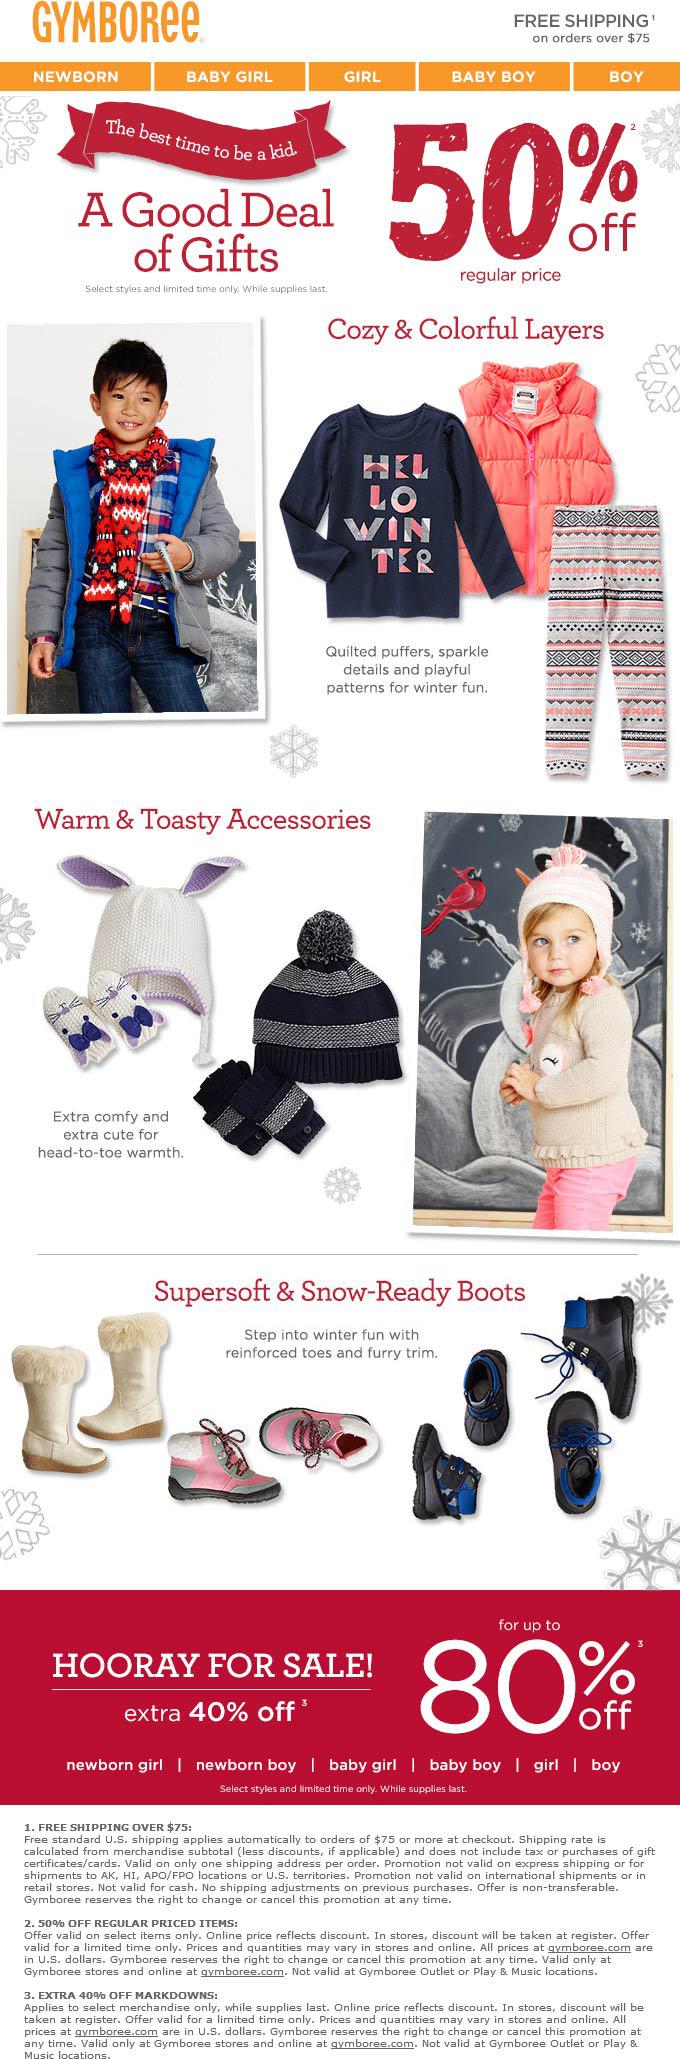 GYMBOREE
FREE SHIPPING 1
on orders over $75
NEWBORN
BABY GIRL
GIRL
BABY BOY
BOY
The best time to be a kid.
A Good Deal
of Gifts
Select styles and limited time only. While supplies last.
50% 2
off
regular price
Cozy & Colorful Layers
HEL
LO
WIN
TER
Quilted puffers, sparkle
details and playful
patterns for winter fun.
Warm & Toasty Accessories
Extra comfy and
extra cute for
head-to-toe warmth.
Supersoft & Snow-Ready Boots
Step into winter fun with
reinforced toes and furry trim.
HOORAY FOR SALE!
extra 40% off 3
for up to
80% 3
off
newborn girl | newborn boy | baby girl | baby boy | girl | boy
Select styles and limited time only. While supplies last.
1. FREE SHIPPING OVER $75:
Free standard U.S. shipping applies automatically to orders of $75 or more at checkout. Shipping rate is
calculated from merchandise subtotal (less discounts, if applicable) and does not include tax or purchases of gift
certificates/cards. Valid on only one shipping address per order. Promotion not valid on express shipping or for
shipments to AK, HI, APO/FPO locations or U.S. territories. Promotion not valid on international shipments or in
retail stores. Not valid for cash. No shipping adjustments on previous purchases. Offer is non-transferable.
Gymboree reserves the right to change or cancel this promotion at any time.
2. 50% OFF REGULAR PRICED ITEMS:
Offer valid on select items only. Online price reflects discount. In stores, discount will be taken at register. Offer
valid for a limited time only. Prices and quantities may vary in stores and online. All prices at gymboree.com are
in U.S. dollars. Gymboree reserves the right to change or cancel this promotion at any time. Valid only at
Gymboree stores and online at gymboree.com. Not valid at Gymboree Outlet or Play & Music locations.
3. EXTRA 40% OFF MARKDOWNS:
Applies to select merchandise only, while supplies last. Online price reflects discount. In stores, discount will be
taken at register. Offer valid for a limited time only. Prices and quantities may vary in stores and online. All
prices at gymboree.com are in U.S. dollars. Gymboree reserves the right to change or cancel this promotion at
any time. Valid only at Gymboree stores and online at gymboree.com. Not valid at Gymboree Outlet or Play &
Music locations.